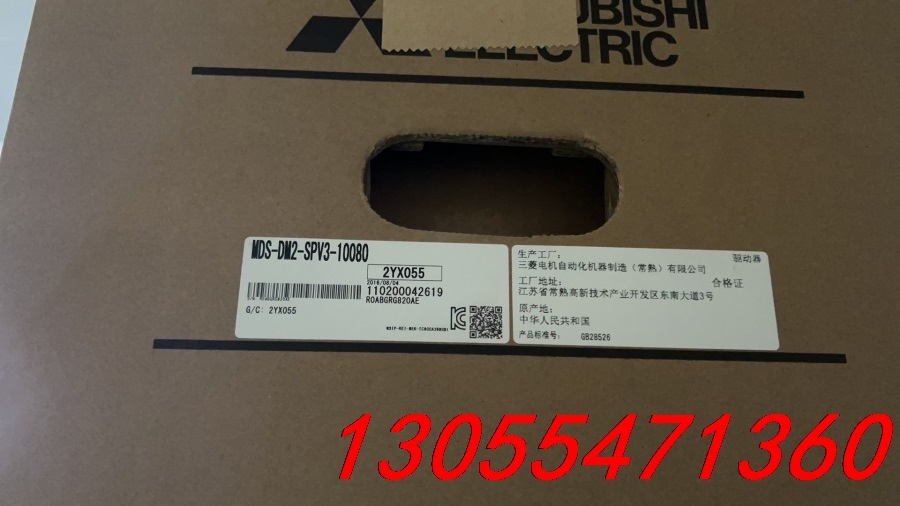 UBISHI
ELECTRIC
MDS-DM2-SPV3-10080
2YX055
2016/08/04
110200042619
R0ABGRG820AE
G/C: 2YX055
生产工厂:
驱动器
三菱电机自动化机器制造（常熟）有限公司
工厂地址:
合格证
江苏省常熟高新技术产业开发区东南大道3号
原产地:
中华人民共和国
产品标准号: GB28526
13055471360